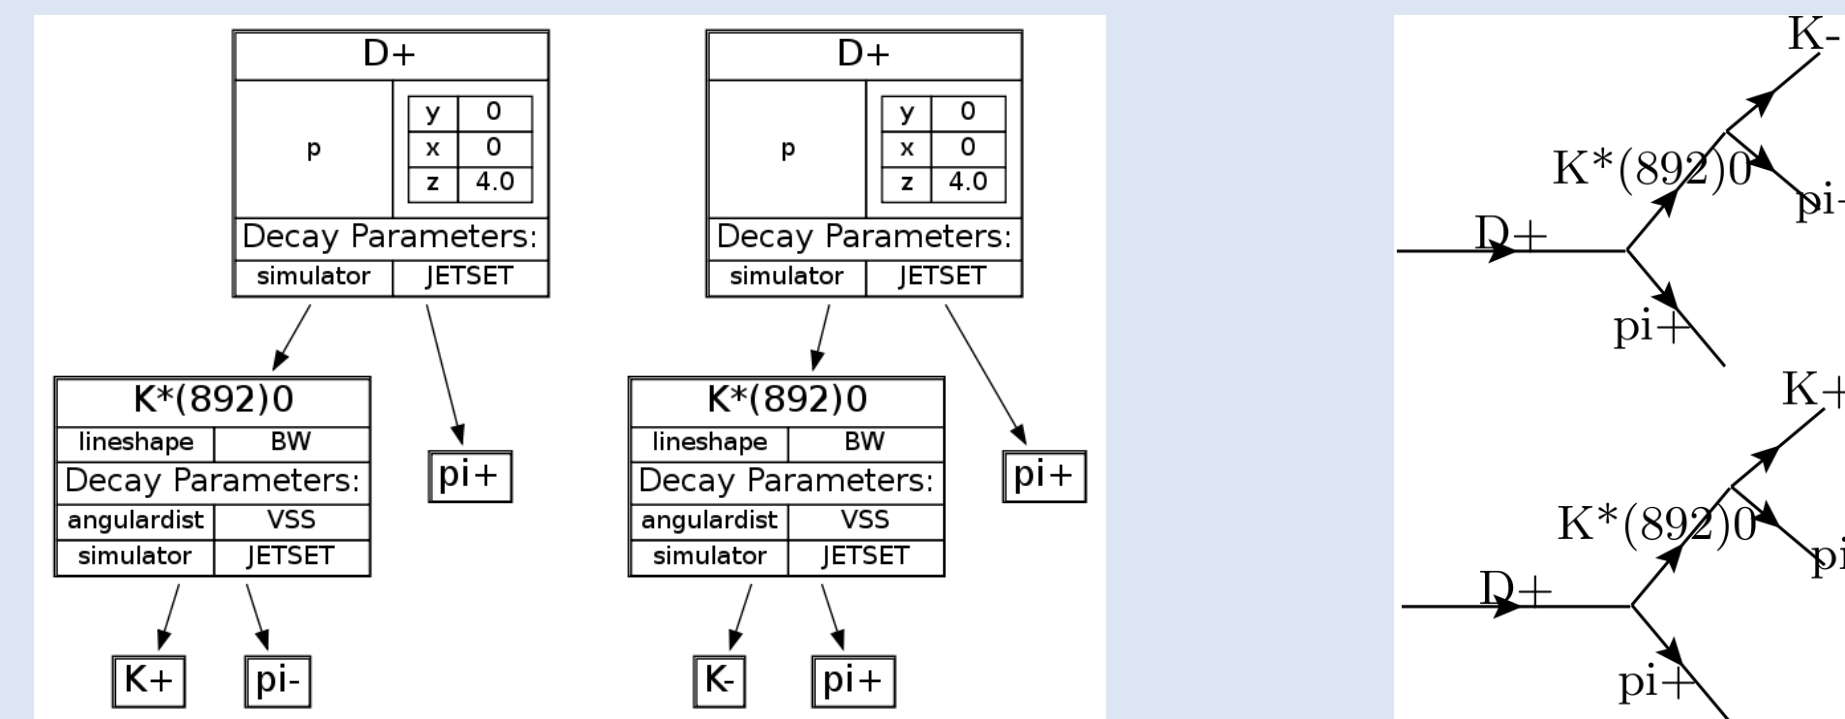 D+
p
y 0
x 0
z 4.0
Decay Parameters:
simulator JETSET
K*(892)0
lineshape BW
Decay Parameters:
angulardist VSS
simulator JETSET
pi+
K+
pi-
D+
p
y 0
x 0
z 4.0
Decay Parameters:
simulator JETSET
K*(892)0
lineshape BW
Decay Parameters:
angulardist VSS
simulator JETSET
pi+
K-
pi+
K-
K*(892)0
D+
pi+
K+
K*(892)0
D+
pi+